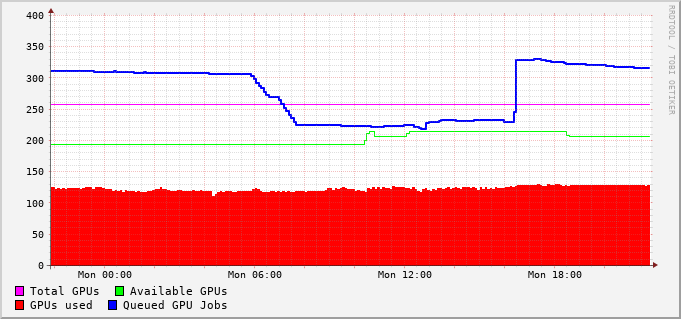 RRDTOOL / TOBI OETIKER
400
350
300
250
200
150
100
50
0
Mon 00:00 Mon 06:00 Mon 12:00 Mon 18:00
Total GPUs Available GPUs
GPUs used Queued GPU Jobs